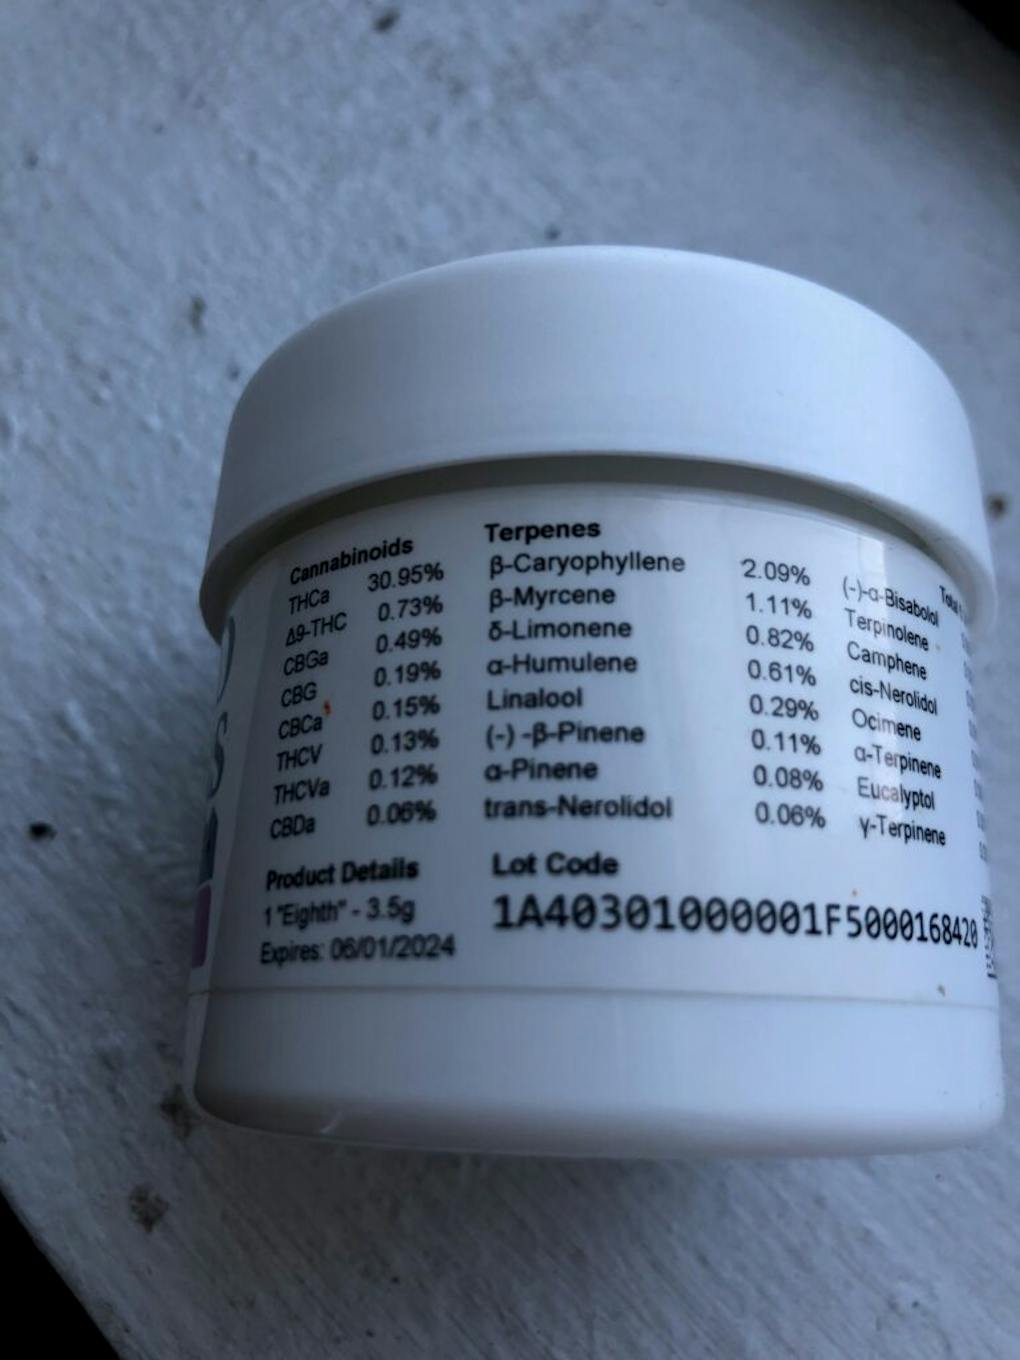 Cannabinoids
THCa 30.95%
Δ9-THC 0.73%
CBGa 0.49%
CBG 0.19%
CBCa 0.15%
THCV 0.13%
THCVa 0.12%
CBDa 0.06%
Terpenes
β-Caryophyllene 2.09%
β-Myrcene 1.11%
δ-Limonene 0.82%
α-Humulene 0.61%
Linalool 0.29%
(-) -β-Pinene 0.11%
α-Pinene 0.08%
trans-Nerolidol 0.06%
(-)-α-Bisabolol
Terpinolene
Camphene
cis-Nerolidol
Ocimene
α-Terpinene
Eucalyptol
γ-Terpinene
Product Details
1 "Eighth" - 3.5g
Expires: 06/01/2024
Lot Code
1A40301000001F5000168420